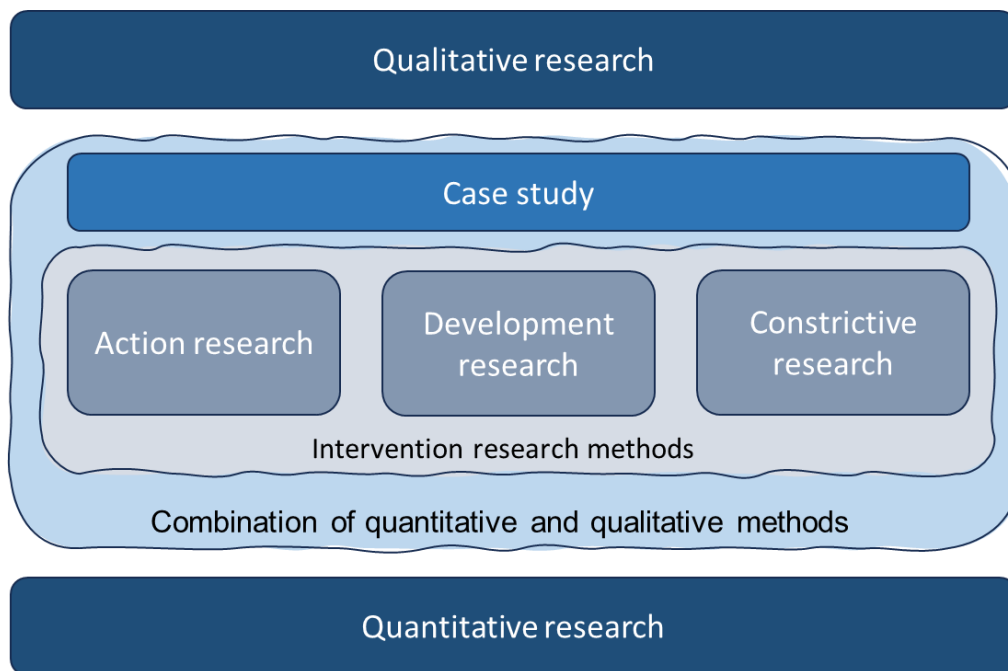 Qualitative research
Case study
Action research
Development
research
Constrictive
research
Intervention research methods
Combination of quantitative and qualitative methods
Quantitative research